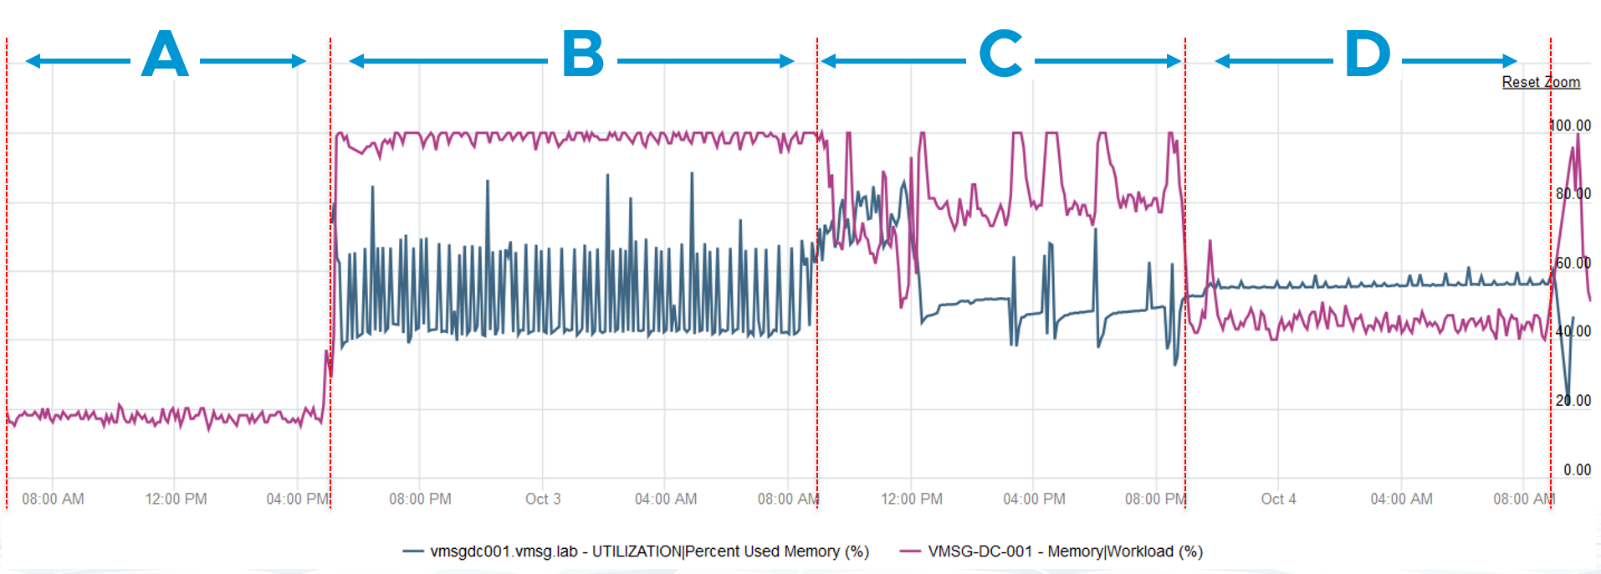 A B C D
Reset Zoom
100.00
80.00
60.00
40.00
20.00
0.00
08:00 AM 12:00 PM 04:00 PM 08:00 PM Oct 3 04:00 AM 08:00 AM 12:00 PM 04:00 PM 08:00 PM Oct 4 04:00 AM 08:00 AM
vmsgdc001.vmsg.lab - UTILIZATION|Percent Used Memory (%) VMSG-DC-001 - Memory|Workload (%)